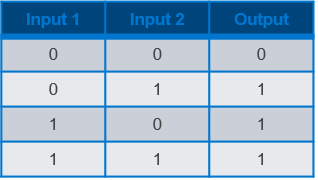 Input 1 Input 2 Output
0 0 0
0 1 1
1 0 1
1 1 1